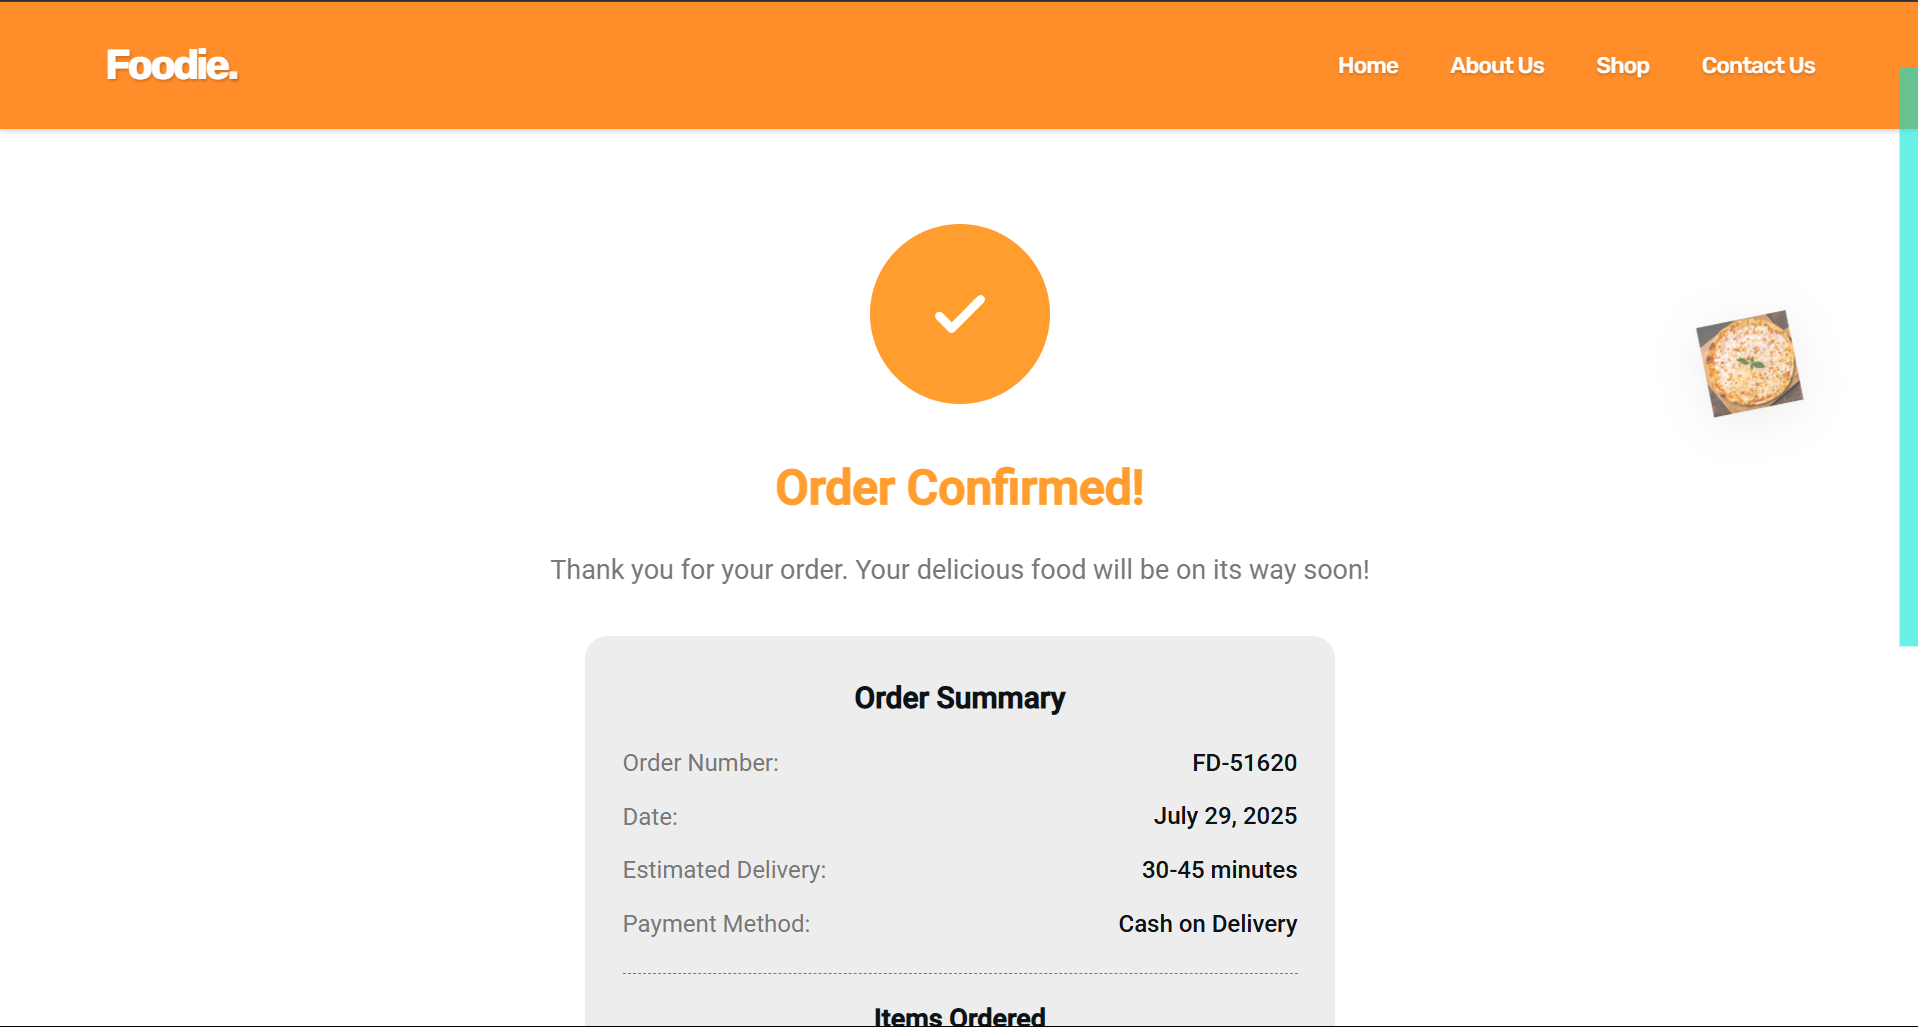 Foodie.
Home About Us Shop Contact Us
Order Confirmed!
Thank you for your order. Your delicious food will be on its way soon!
Order Summary
Order Number: FD-51620
Date: July 29, 2025
Estimated Delivery: 30-45 minutes
Payment Method: Cash on Delivery
Items Ordered